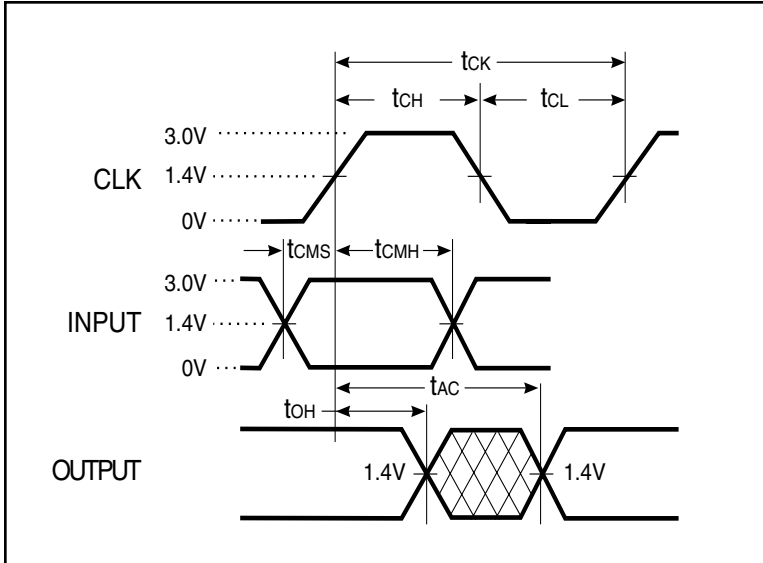 tCK
tCH tCL
3.0V
CLK 1.4V
0V
tCMS tCMH
3.0V
INPUT 1.4V
0V
tAC
tOH
OUTPUT 1.4V 1.4V